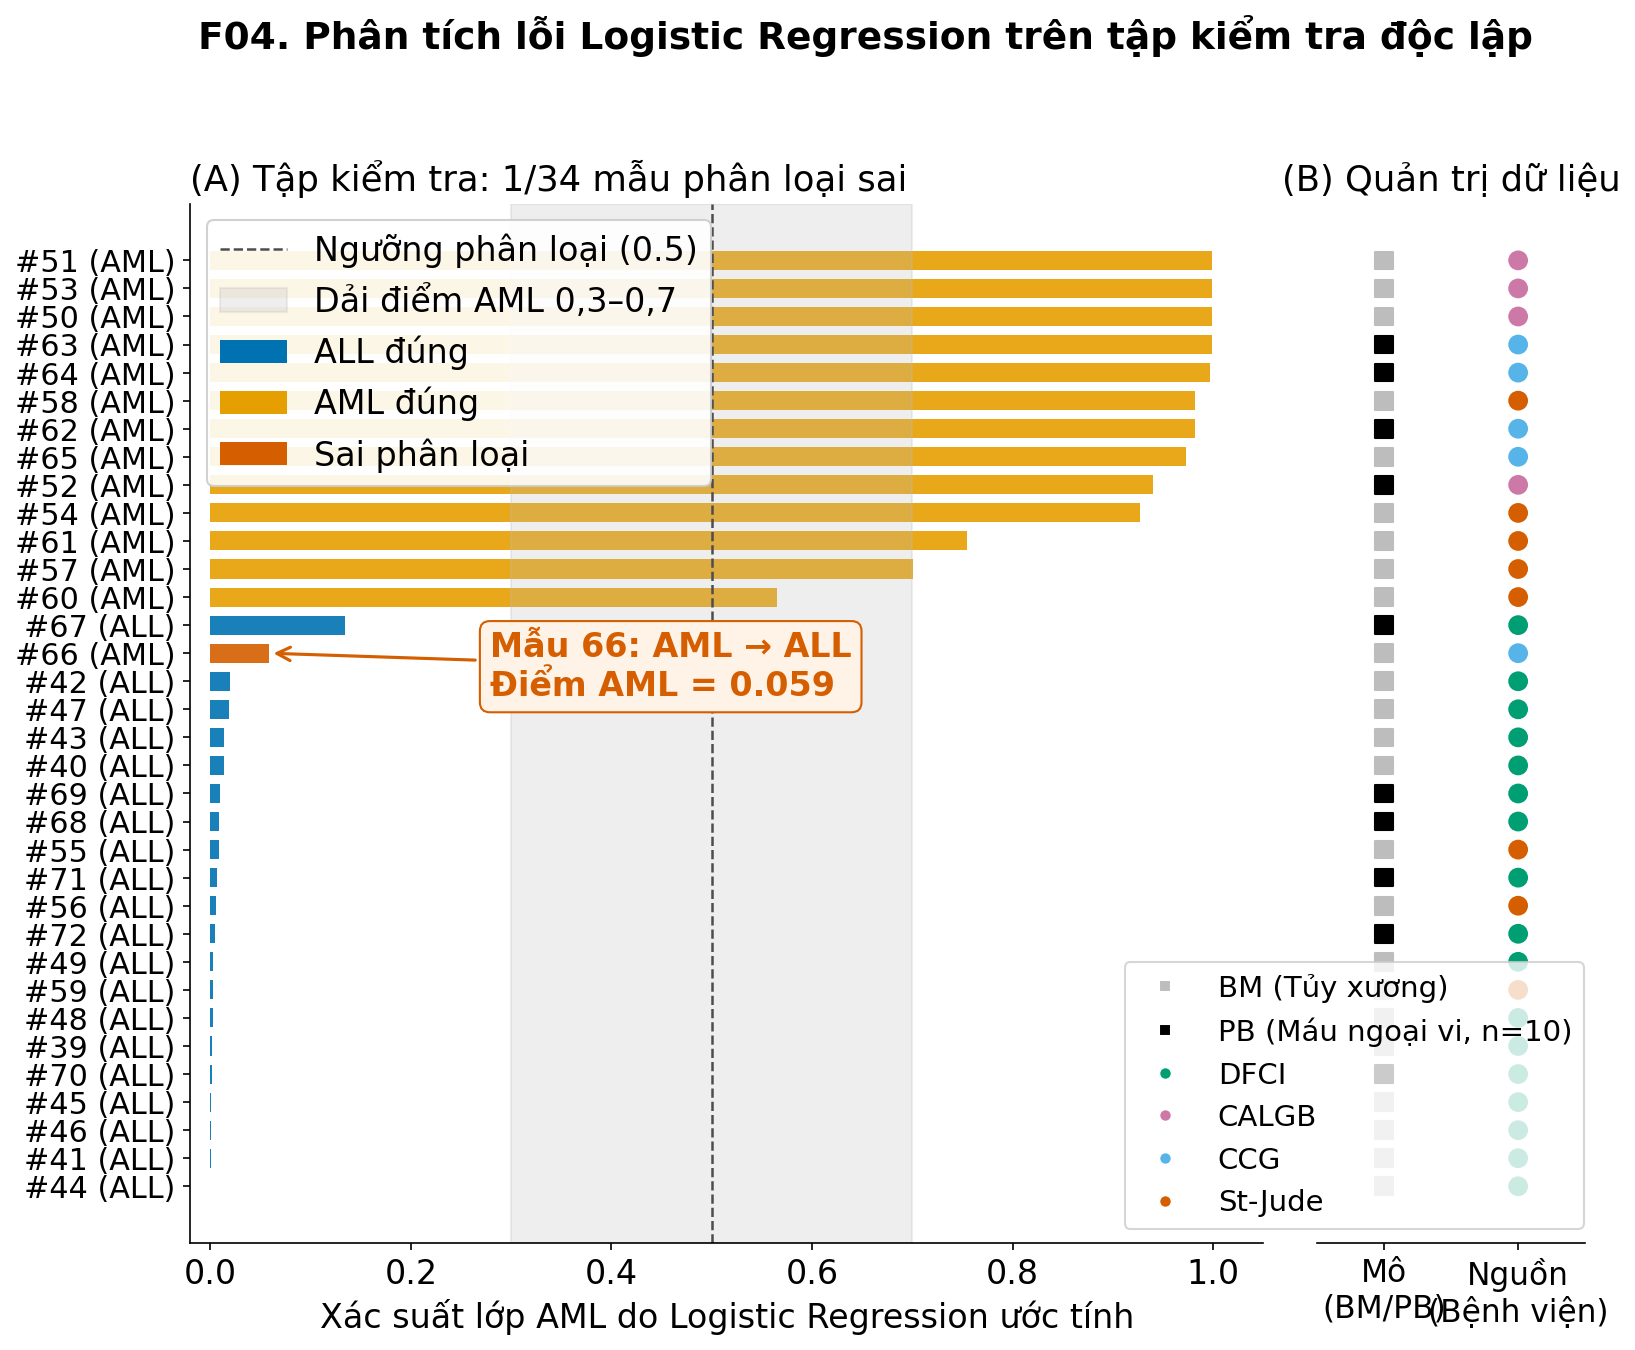 F04. Phân tích lỗi Logistic Regression trên tập kiểm tra độc lập
(A) Tập kiểm tra: 1/34 mẫu phân loại sai
(B) Quản trị dữ liệu
Ngưỡng phân loại (0.5)
Dải điểm AML 0,3–0,7
ALL đúng
AML đúng
Sai phân loại
#51 (AML)
#53 (AML)
#50 (AML)
#63 (AML)
#64 (AML)
#58 (AML)
#62 (AML)
#65 (AML)
#52 (AML)
#54 (AML)
#61 (AML)
#57 (AML)
#60 (AML)
#67 (ALL)
#66 (AML)
#42 (ALL)
#47 (ALL)
#43 (ALL)
#40 (ALL)
#69 (ALL)
#68 (ALL)
#55 (ALL)
#71 (ALL)
#56 (ALL)
#72 (ALL)
#49 (ALL)
#59 (ALL)
#48 (ALL)
#39 (ALL)
#70 (ALL)
#45 (ALL)
#46 (ALL)
#41 (ALL)
#44 (ALL)
Mẫu 66: AML → ALL
Điểm AML = 0.059
BM (Tủy xương)
PB (Máu ngoại vi, n=10)
DFCI
CALGB
CCG
St-Jude
0.0 0.2 0.4 0.6 0.8 1.0
Xác suất lớp AML do Logistic Regression ước tính
Mô
(BM/PB)
Nguồn
(Bệnh viện)